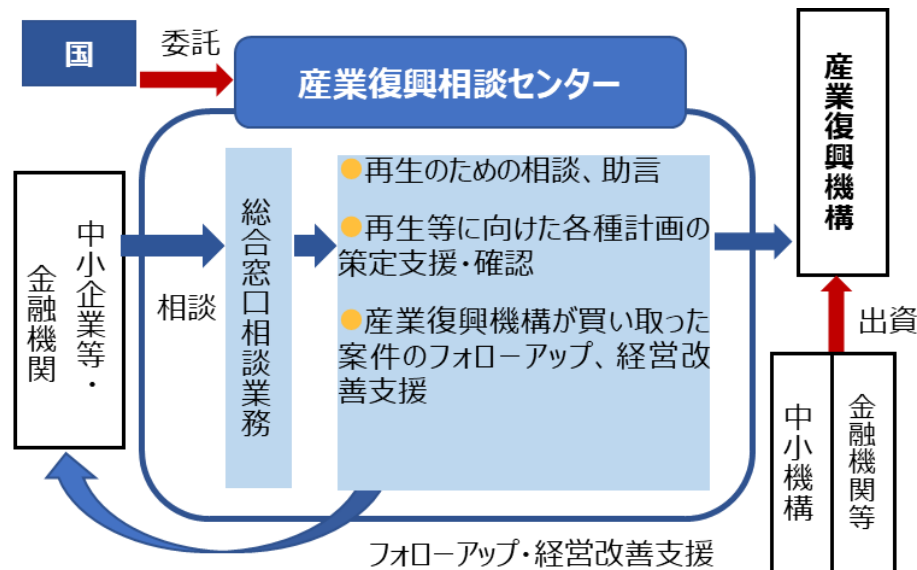 国
委託
産業復興相談センター
産業復興機構
中小企業等・
金融機関
相談
総合窓口相談業務
●再生のための相談、助言
●再生等に向けた各種計画の
策定支援・確認
●産業復興機構が買い取った
案件のフォローアップ、経営改
善支援
出資
中小機構
金融機関等
フォローアップ・経営改善支援